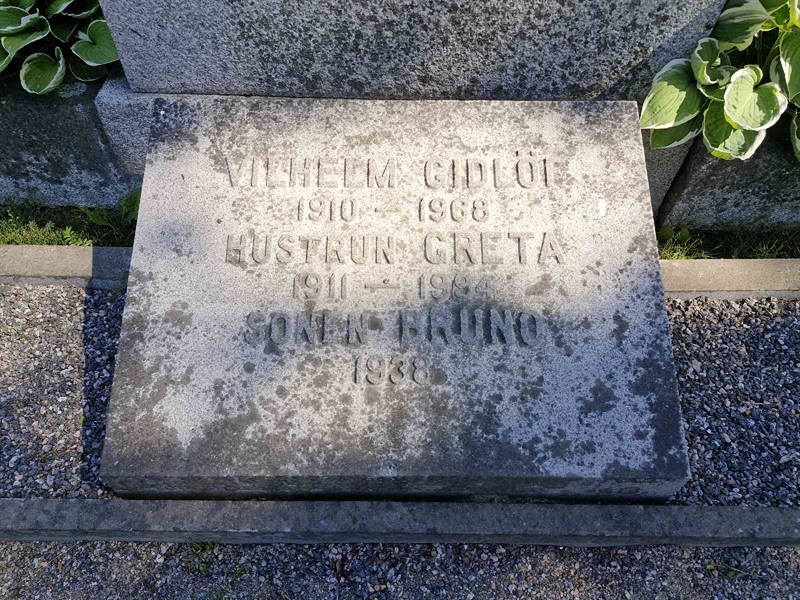 VILHELM GIDLÖF
1910 – 1968
HUSTRUN GRETA
1911 – 1994
SONEN BRUNO
1938